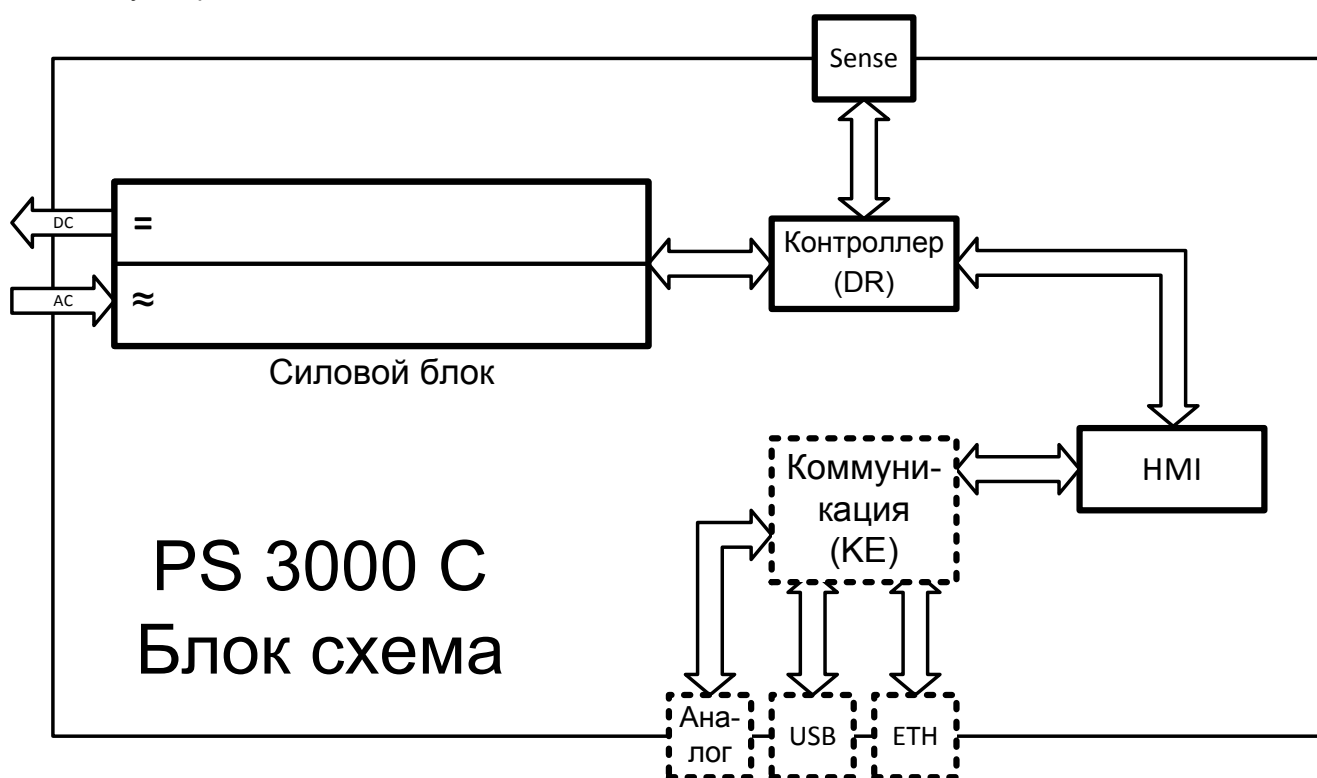 Sense
DC
=
Контроллер
(DR)
AC
≈
Силовой блок
Коммуни-
кация
(KE)
HMI
PS 3000 C
Блок схема
Ана-
лог
USB
ETH